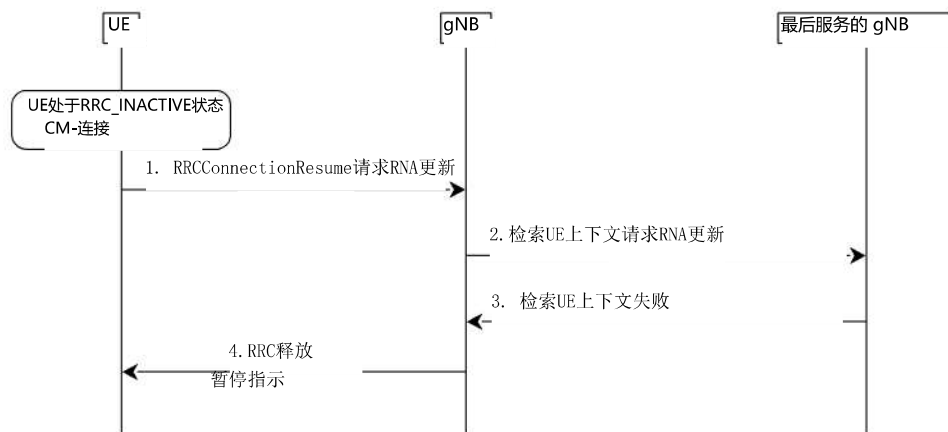 UE
gNB
最后服务的 gNB
UE处于RRC_INACTIVE状态
CM-连接
1. RRCConnectionResume请求RNA更新
2.检索UE上下文请求RNA更新
3. 检索UE上下文失败
4.RRC释放
暂停指示